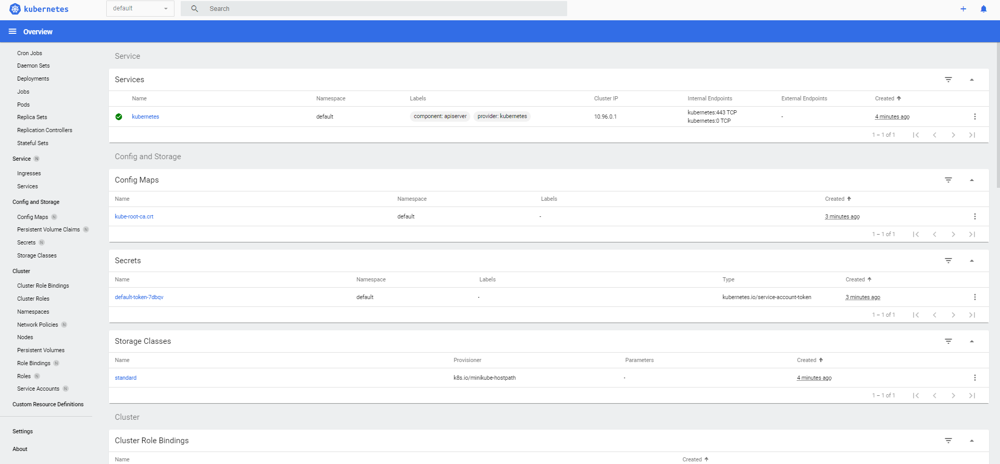 kubernetes
default
Search
Overview
Cron Jobs
Daemon Sets
Deployments
Jobs
Pods
Replica Sets
Replication Controllers
Stateful Sets
Service N
Ingresses
Services
Config and Storage
Config Maps N
Persistent Volume Claims N
Secrets N
Storage Classes
Cluster
Cluster Role Bindings
Cluster Roles
Namespaces
Network Policies N
Nodes
Persistent Volumes
Role Bindings N
Roles N
Service Accounts N
Custom Resource Definitions
Settings
About
Service
Services
Name Namespace Labels Cluster IP Internal Endpoints External Endpoints Created
kubernetes default component: apiserver provider: kubernetes 10.96.0.1 kubernetes:443 TCP - 4 minutes ago
kubernetes:0 TCP
1 – 1 of 1
Config and Storage
Config Maps
Name Namespace Labels Created
kube-root-ca.crt default - 3 minutes ago
1 – 1 of 1
Secrets
Name Namespace Labels Type Created
default-token-7dbqv default - kubernetes.io/service-account-token 3 minutes ago
1 – 1 of 1
Storage Classes
Name Provisioner Parameters Created
standard k8s.io/minikube-hostpath - 4 minutes ago
1 – 1 of 1
Cluster
Cluster Role Bindings
Name Created